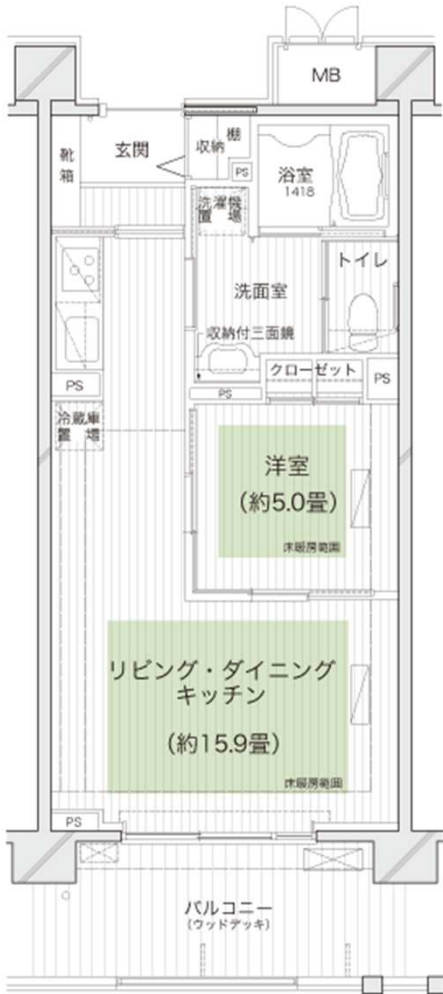 MB
靴箱
玄関
収納
棚
PS
浴室
1418
洗濯機
置場
トイレ
洗面室
収納付三面鏡
クローゼット
PS
PS
PS
冷蔵庫
置場
洋室
(約5.0畳)
床暖房範囲
リビング・ダイニング
キッチン
(約15.9畳)
床暖房範囲
PS
バルコニー
(ウッドデッキ)